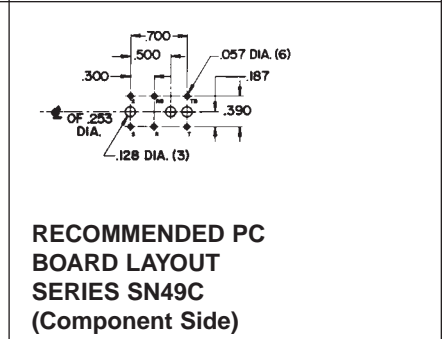 .700
.500
.057 DIA. (6)
.300
.187
.390
OF .253
DIA.
S R T
.128 DIA. (3)
RECOMMENDED PC
BOARD LAYOUT
SERIES SN49C
(Component Side)